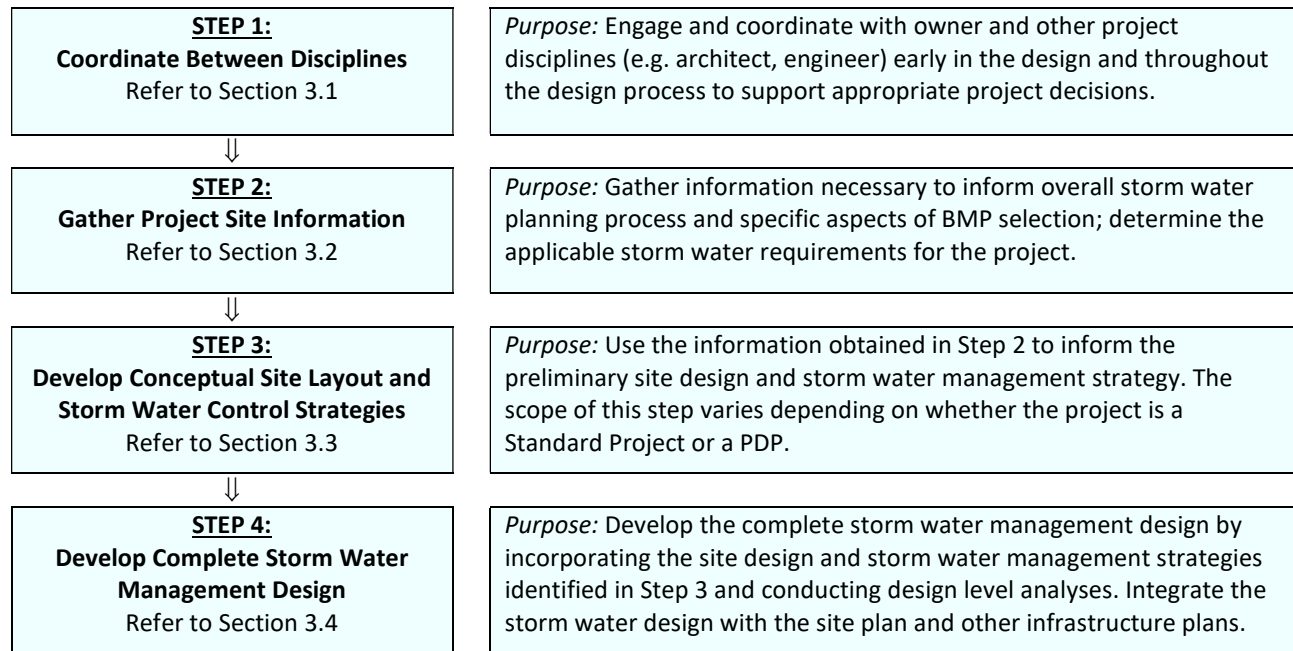 STEP 1:
Coordinate Between Disciplines
Refer to Section 3.1
Purpose: Engage and coordinate with owner and other project
disciplines (e.g. architect, engineer) early in the design and throughout
the design process to support appropriate project decisions.
⇓
STEP 2:
Gather Project Site Information
Refer to Section 3.2
Purpose: Gather information necessary to inform overall storm water
planning process and specific aspects of BMP selection; determine the
applicable storm water requirements for the project.
⇓
STEP 3:
Develop Conceptual Site Layout and
Storm Water Control Strategies
Refer to Section 3.3
Purpose: Use the information obtained in Step 2 to inform the
preliminary site design and storm water management strategy. The
scope of this step varies depending on whether the project is a
Standard Project or a PDP.
⇓
STEP 4:
Develop Complete Storm Water
Management Design
Refer to Section 3.4
Purpose: Develop the complete storm water management design by
incorporating the site design and storm water management strategies
identified in Step 3 and conducting design level analyses. Integrate the
storm water design with the site plan and other infrastructure plans.